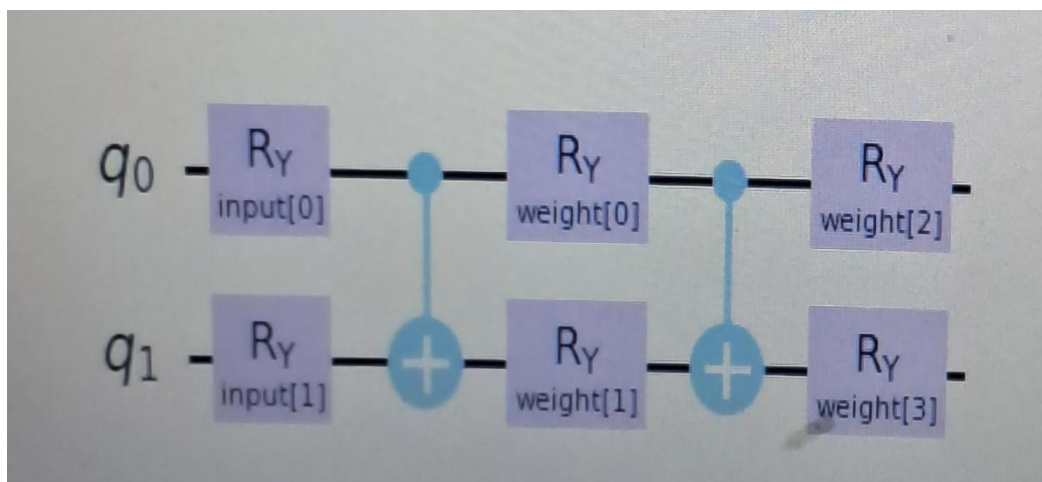 q0
RY
input[0]
RY
weight[0]
RY
weight[2]
q1
RY
input[1]
RY
weight[1]
RY
weight[3]